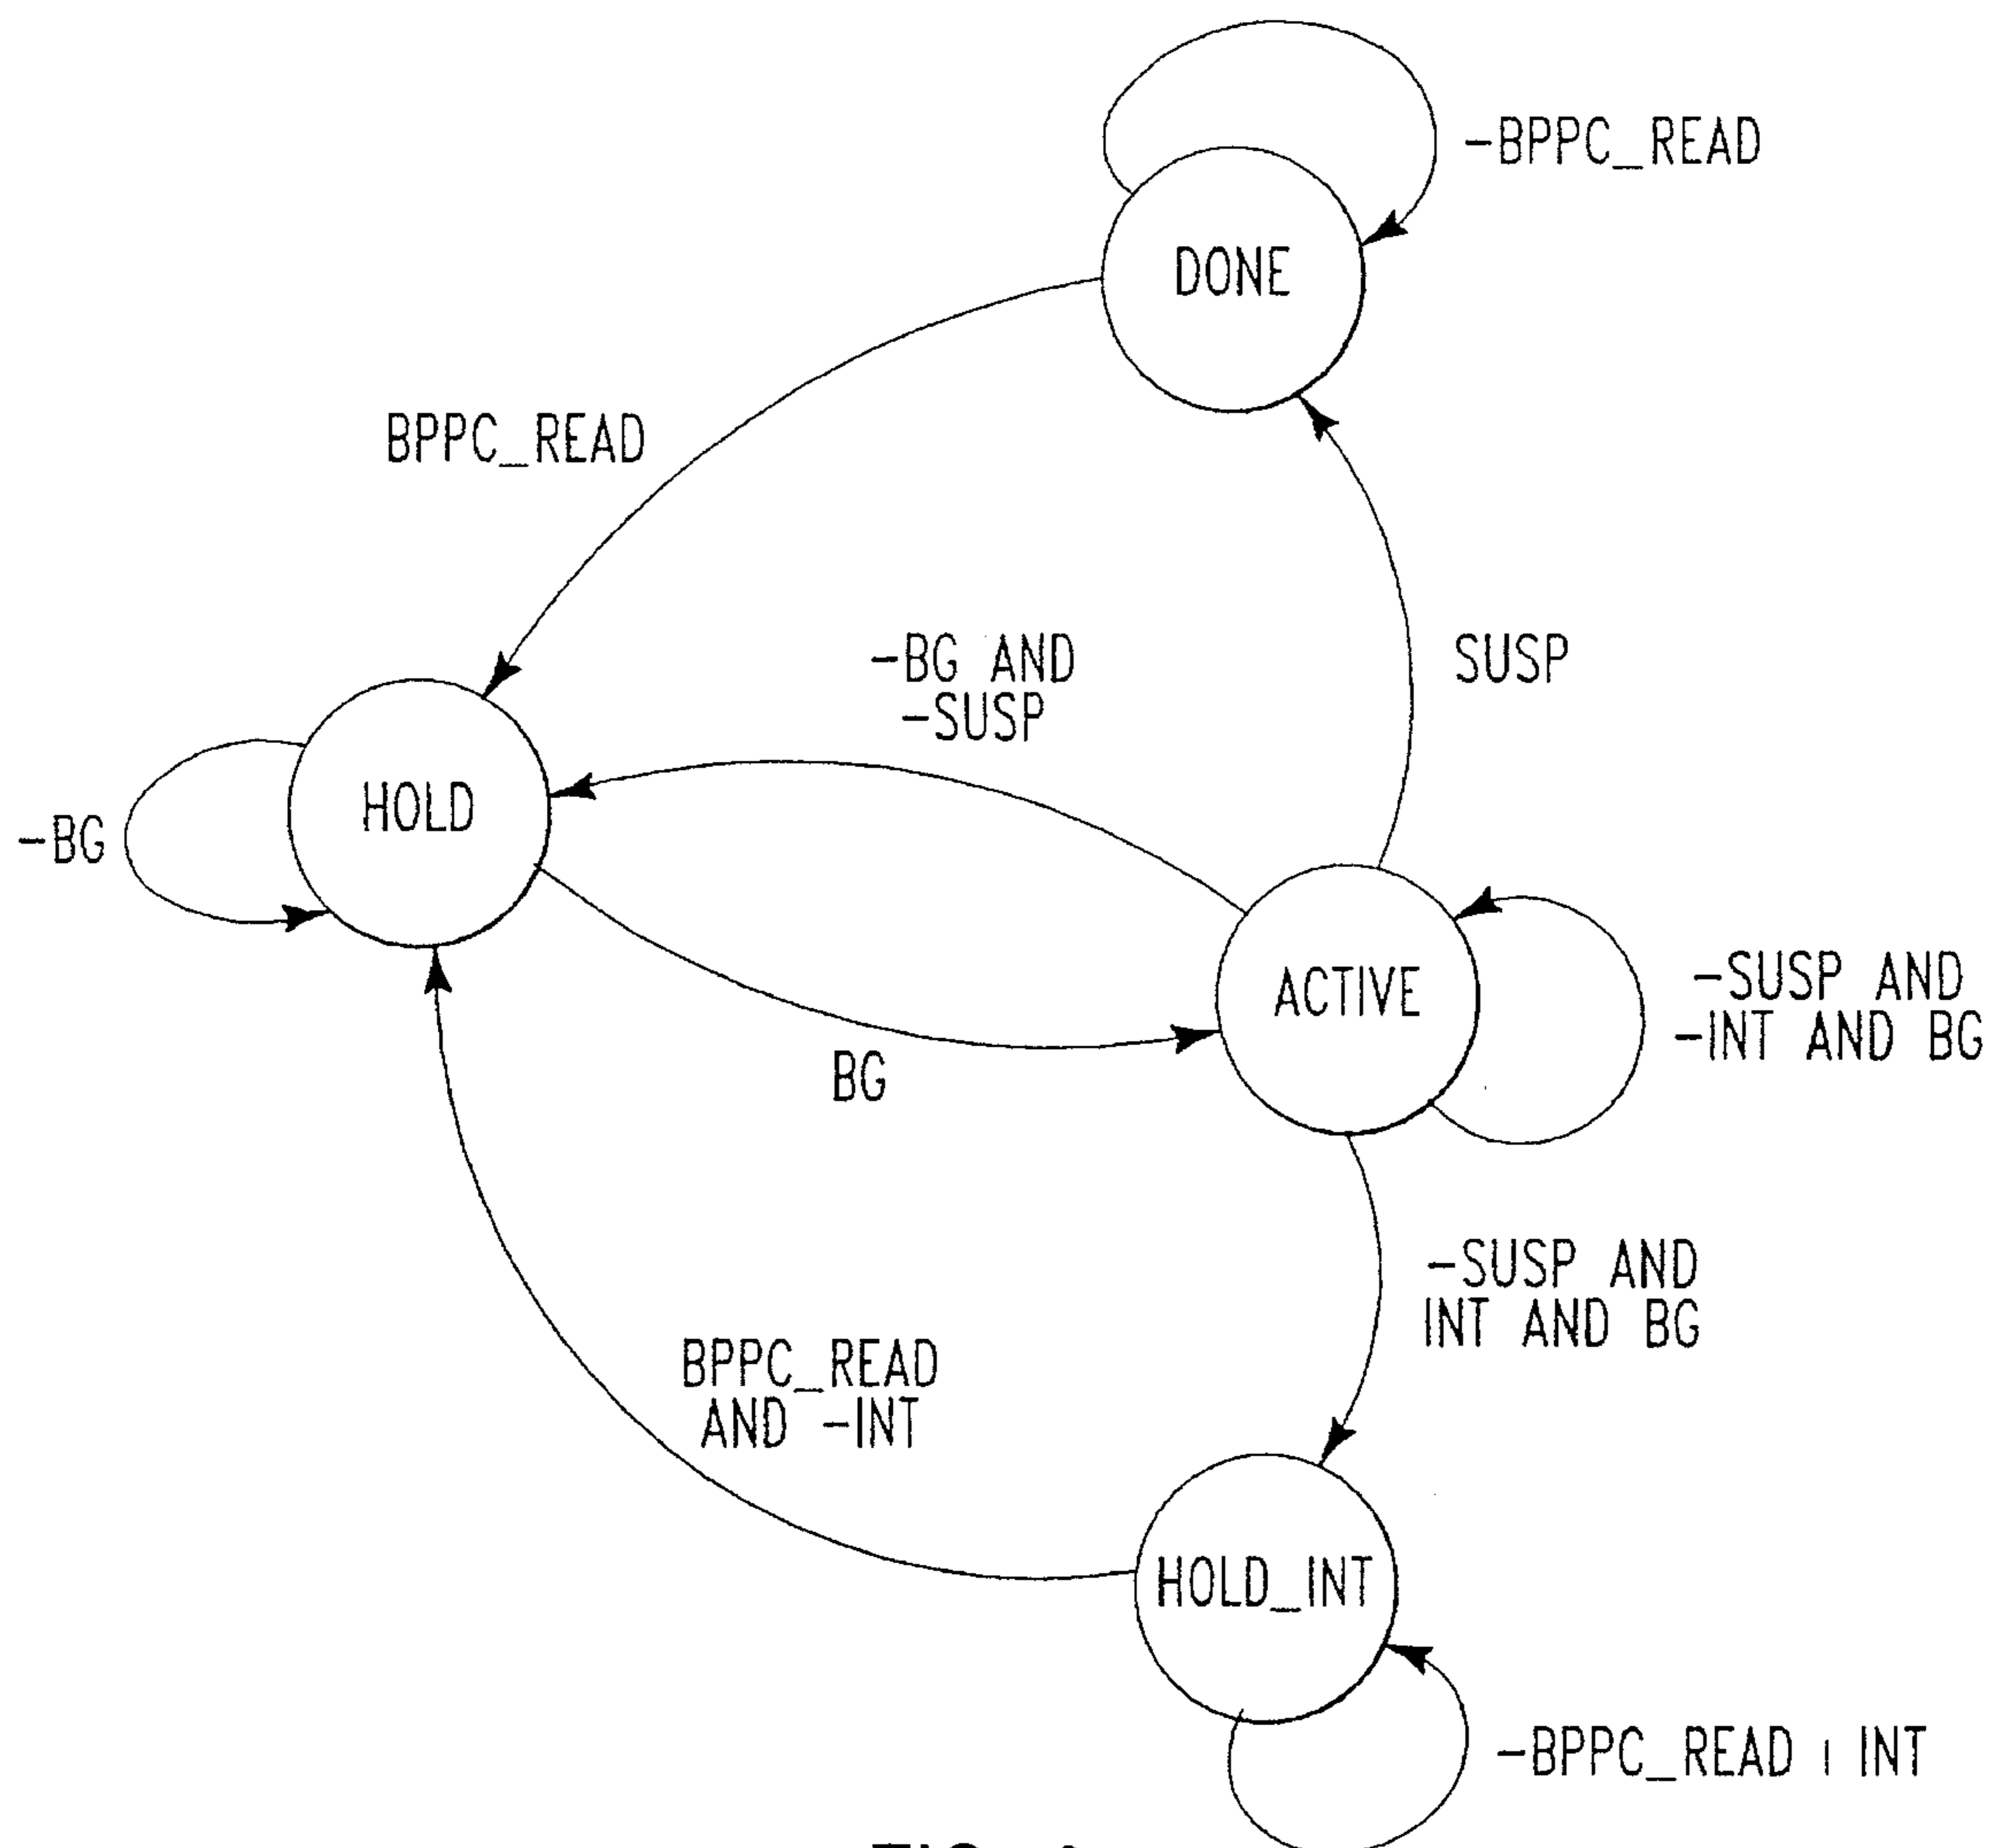 -BPPC_READ
DONE
BPPC_READ
-BG AND
-SUSP
SUSP
HOLD
-BG
ACTIVE
-SUSP AND
-INT AND BG
BG
-SUSP AND
INT AND BG
BPPC_READ
AND -INT
HOLD_INT
-BPPC_READ | INT